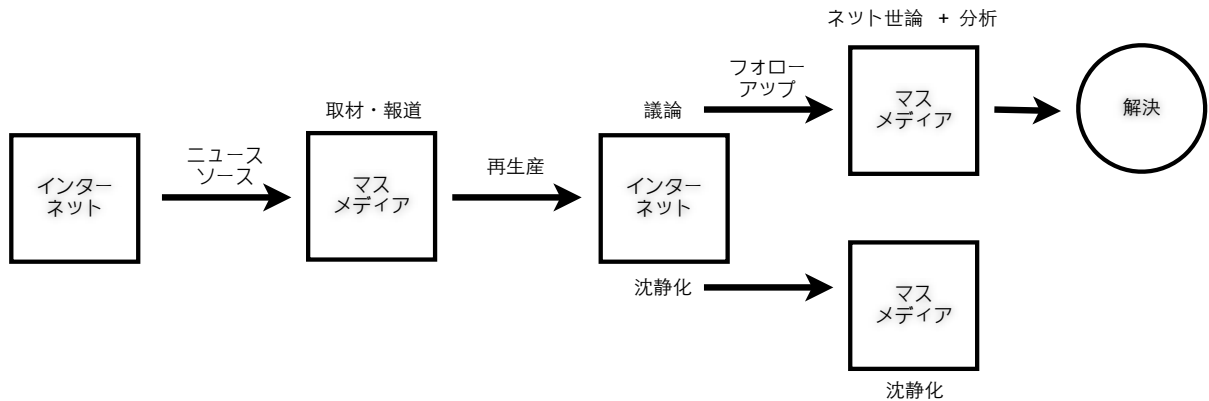 インター
ネット
ニュース
ソース
取材・報道
マス
メディア
再生産
議論
インター
ネット
沈静化
フォロー
アップ
ネット世論 + 分析
マス
メディア
解決
マス
メディア
沈静化